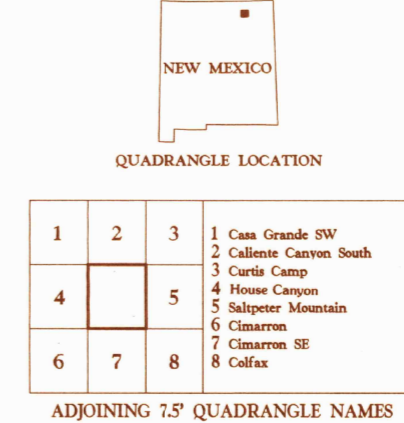 NEW MEXICO
QUADRANGLE LOCATION
1 2 3
4 5
6 7 8
1 Casa Grande SW
2 Caliente Canyon South
3 Curtis Camp
4 House Canyon
5 Saltpeter Mountain
6 Cimarron
7 Cimarron SE
8 Colfax
ADJOINING 7.5' QUADRANGLE NAMES